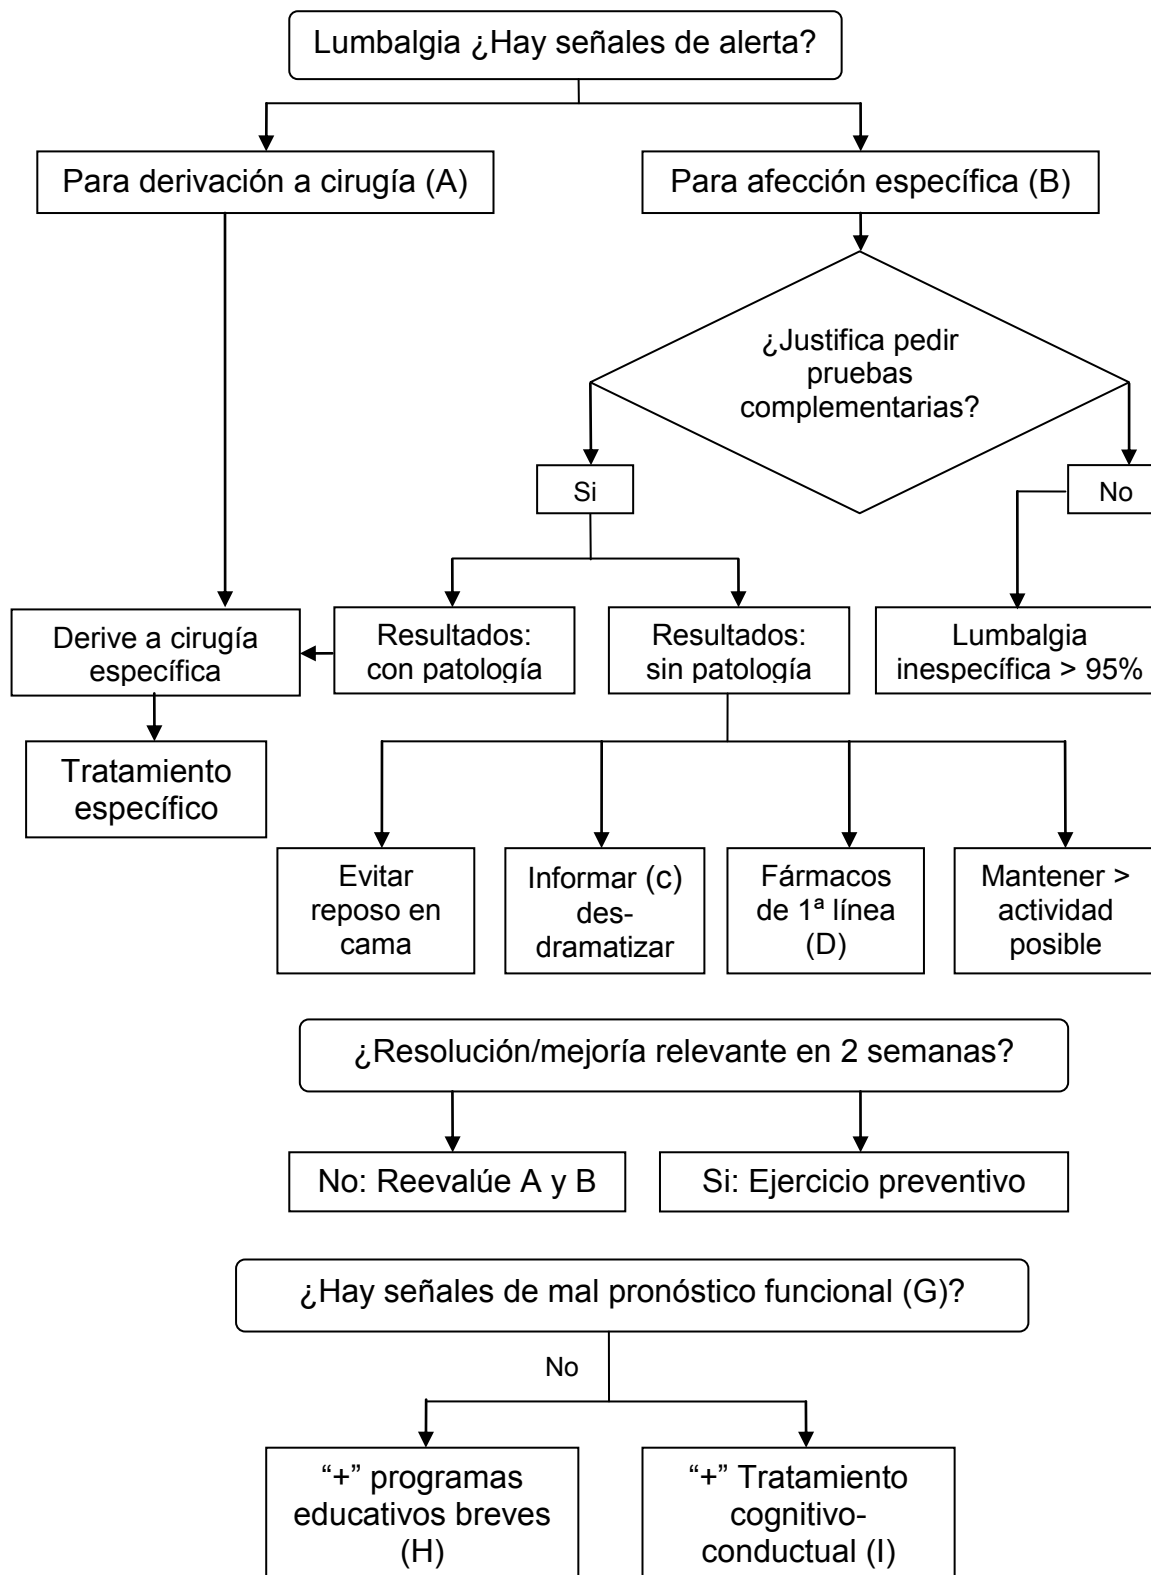 Lumbalgia ¿Hay señales de alerta?
Para derivación a cirugía (A)
Para afección específica (B)
¿Justifica pedir
pruebas
complementarias?
Si
No
Derive a cirugía
específica
Resultados:
con patología
Resultados:
sin patología
Lumbalgia
inespecífica > 95%
Tratamiento
específico
Evitar
reposo en
cama
Informar (c)
des-
dramatizar
Fármacos
de 1ª línea
(D)
Mantener >
actividad
posible
¿Resolución/mejoría relevante en 2 semanas?
No: Reevalúe A y B
Si: Ejercicio preventivo
¿Hay señales de mal pronóstico funcional (G)?
No
“+” programas
educativos breves
(H)
“+” Tratamiento
cognitivo-
conductual (I)